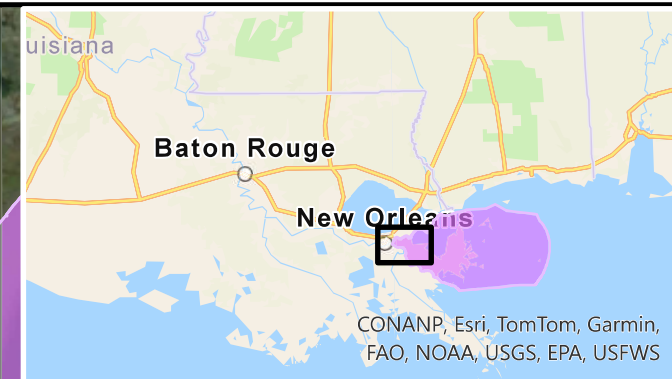 uisiana
Baton Rouge
New Orleans
CONANP, Esri, TomTom, Garmin,
FAO, NOAA, USGS, EPA, USFWS